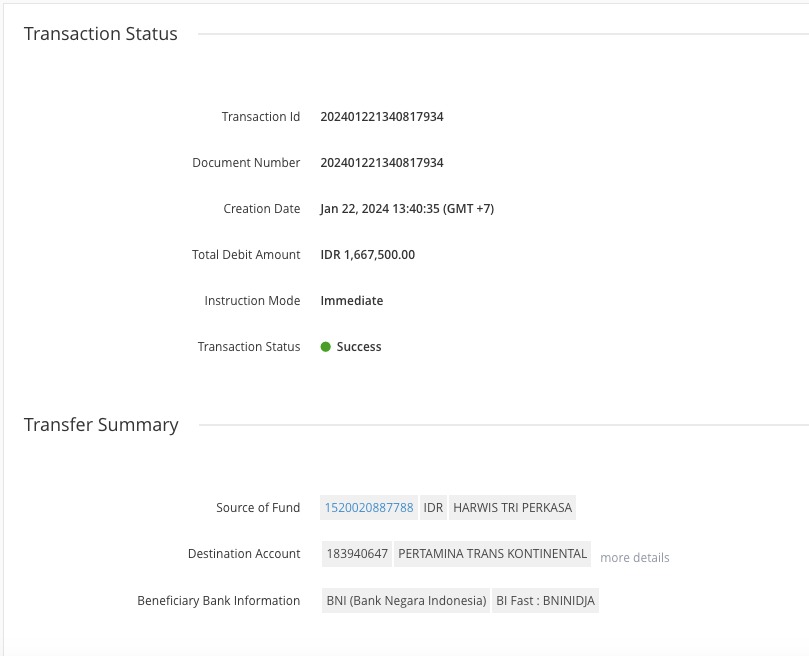 Transaction Status
Transaction Id 202401221340817934
Document Number 202401221340817934
Creation Date Jan 22, 2024 13:40:35 (GMT +7)
Total Debit Amount IDR 1,667,500.00
Instruction Mode Immediate
Transaction Status Success
Transfer Summary
Source of Fund 1520020887788 IDR HARWIS TRI PERKASA
Destination Account 183940647 PERTAMINA TRANS KONTINENTAL more details
Beneficiary Bank Information BNI (Bank Negara Indonesia) BI Fast : BNINIDJA